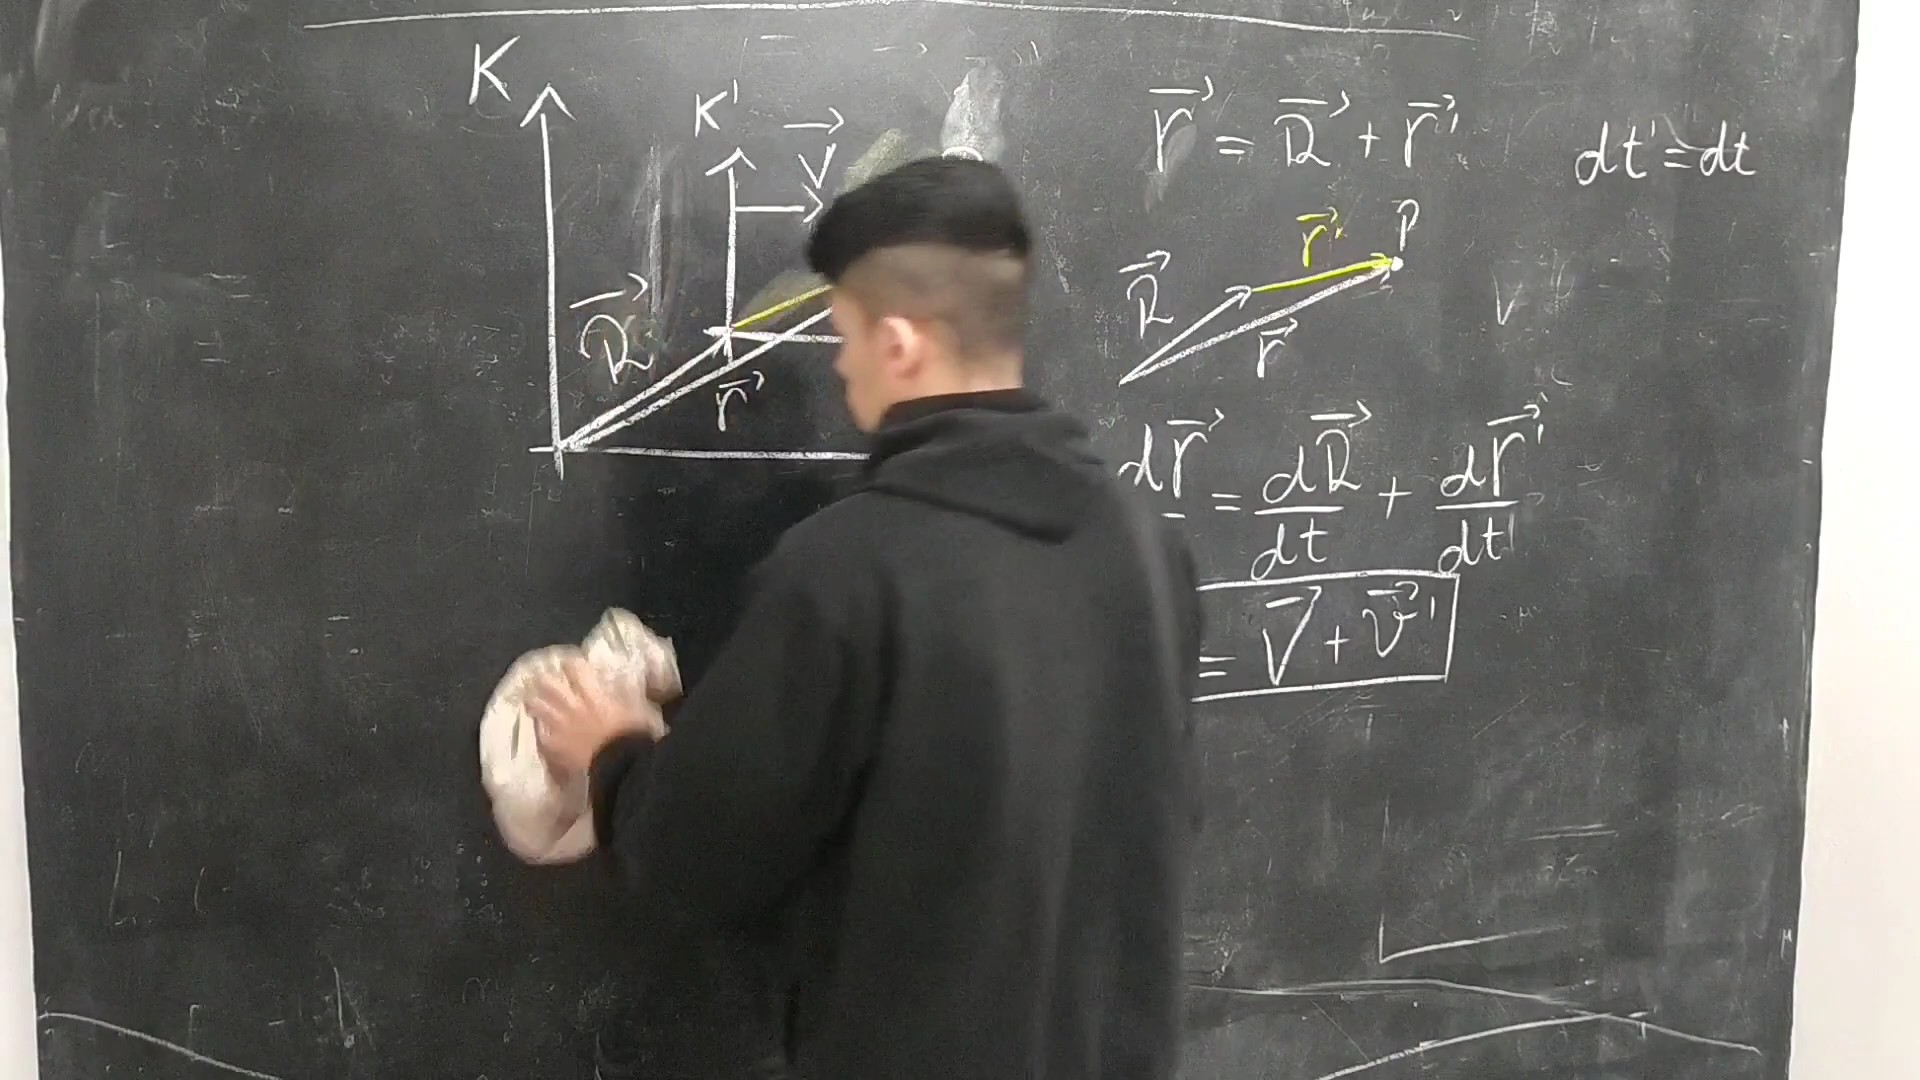 K
K'
V⃗
R⃗
r⃗
r⃗ = R⃗ + r⃗'
dt' = dt
r⃗'
P
R⃗
r⃗
dr⃗ = dR⃗/dt + dr⃗'/dt'
= V⃗ + v⃗'